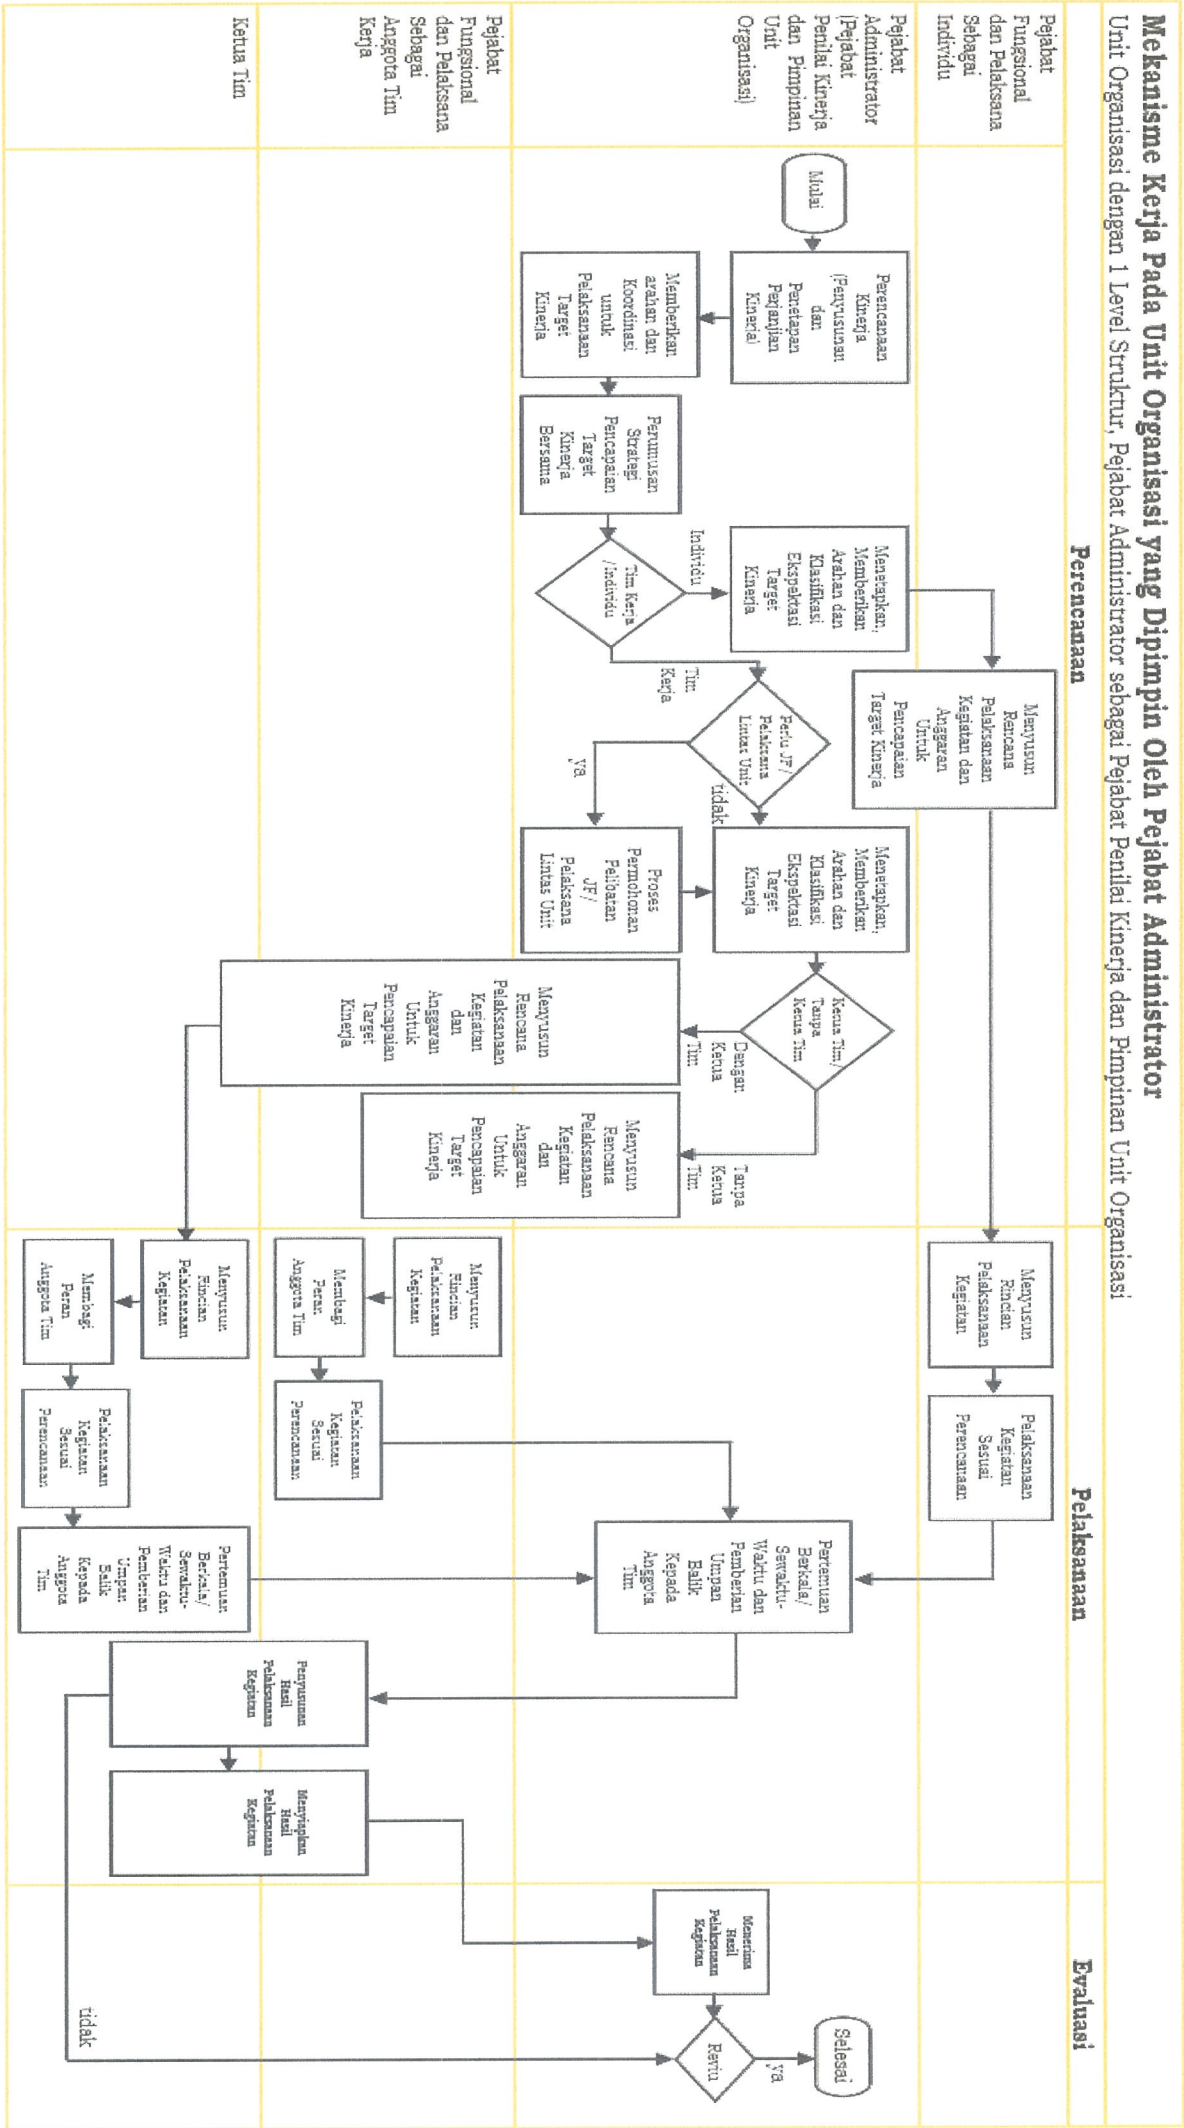 Mekanisme Kerja Pada Unit Organisasi yang Dipimpin Oleh Pejabat Administrator
Unit Organisasi dengan 1 Level Struktur, Pejabat Administrator sebagai Pejabat Penilai Kinerja dan Pimpinan Unit Organisasi
Perencanaan
Pelaksanaan
Evaluasi
Pejabat
Fungsional
dan Pelaksana
Sebagai
Individu
Menyusun
Rencana
Pelaksanaan
Kegiatan dan
Anggaran
Untuk
Pencapaian
Target Kinerja
Menyusun
Rincian
Pelaksanaan
Kegiatan
Pelaksanaan
Kegiatan
Sesuai
Perencanaan
Pejabat
Administrator
(Pejabat
Penilai Kinerja
dan Pimpinan
Unit
Organisasi)
Mulai
Perencanaan
Kinerja
(Penyusunan
dan
Penetapan
Perjanjian
Kinerja)
Memberikan
arahan dan
Koordinasi
untuk
Pelaksanaan
Target
Kinerja
Perumusan
Strategi
Pencapaian
Target
Kinerja
Bersama
Tim Kerja
/Individu
Individu
Tim
Kerja
Menetapkan,
Memberikan
Arahan dan
Klasifikasi
Ekspektasi
Target
Kinerja
Perlu JF/
Pelaksana
Lintas Unit
ya
tidak
Proses
Permohonan
Pelibatan
JF/
Pelaksana
Lintas Unit
Menetapkan,
Memberikan
Arahan dan
Klasifikasi
Ekspektasi
Target
Kinerja
Ketua Tim/
Tanpa
Ketua Tim
Dengan
Ketua
Tim
Tanpa
Ketua
Tim
Menyusun
Rencana
Pelaksanaan
Kegiatan
dan
Anggaran
Untuk
Pencapaian
Target
Kinerja
Menyusun
Rencana
Pelaksanaan
Kegiatan
dan
Anggaran
Untuk
Pencapaian
Target
Kinerja
Pertemuan
Berkala/
Sewaktu-
Waktu dan
Pemberian
Umpan
Balik
Kepada
Anggota
Tim
Menerima
Hasil
Pelaksanaan
Kegiatan
Reviu
ya
Selesai
Pejabat
Fungsional
dan Pelaksana
Sebagai
Anggota Tim
Kerja
Menyusun
Rincian
Pelaksanaan
Kegiatan
Membagi
Peran
Anggota Tim
Pelaksanaan
Kegiatan
Sesuai
Perencanaan
Penyusunan
Hasil
Pelaksanaan
Kegiatan
Menyiapkan
Hasil
Pelaksanaan
Kegiatan
Ketua Tim
Menyusun
Rincian
Pelaksanaan
Kegiatan
Membagi
Peran
Anggota Tim
Pelaksanaan
Kegiatan
Sesuai
Perencanaan
Pertemuan
Berkala/
Sewaktu-
Waktu dan
Pemberian
Umpan
Balik
Kepada
Anggota
Tim
tidak